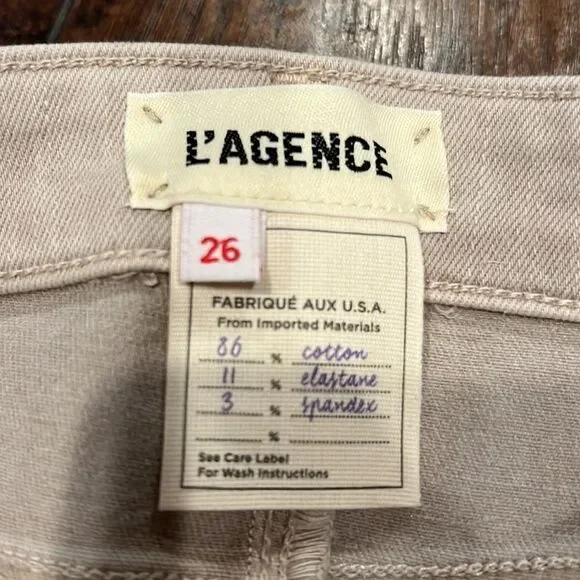 L'AGENCE
26
FABRIQUÉ AUX U.S.A.
From Imported Materials
86 % cotton
11 % elastane
3 % spandex
%
See Care Label
For Wash Instructions